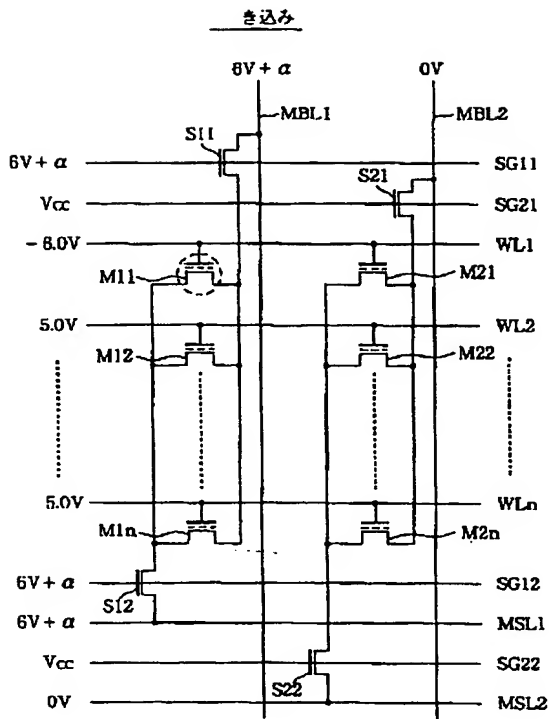 き込み
6V + α 0V
MBL1 MBL2
S11
6V + α SG11
S21
Vcc SG21
− 6.0V WL1
M11 M21
5.0V WL2
M12 M22
5.0V WLn
M1n M2n
6V + α SG12
S12
6V + α MSL1
Vcc SG22
S22
0V MSL2